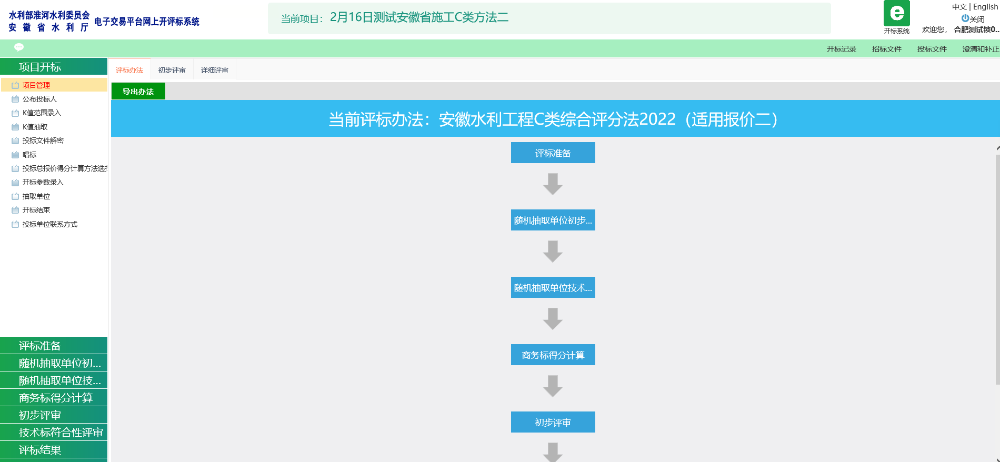 水利部淮河水利委员会
安徽省水利厅
电子交易平台网上开评标系统
当前项目：2月16日测试安徽省施工C类方法二
e
开标系统
中文 | English
关闭
欢迎您， 合肥测试锁0...
开标记录 招标文件 投标文件 澄清和补正
项目开标
项目管理
公布投标人
K值范围录入
K值抽取
投标文件解密
唱标
投标总报价得分计算方法选
开标参数录入
抽取单位
开标结束
投标单位联系方式
评标准备
随机抽取单位初...
随机抽取单位技...
商务标得分计算
初步评审
技术标符合性评审
评标结果
评标办法 初步评审 详细评审
导出办法
当前评标办法：安徽水利工程C类综合评分法2022（适用报价二）
评标准备
随机抽取单位初步...
随机抽取单位技术...
商务标得分计算
初步评审